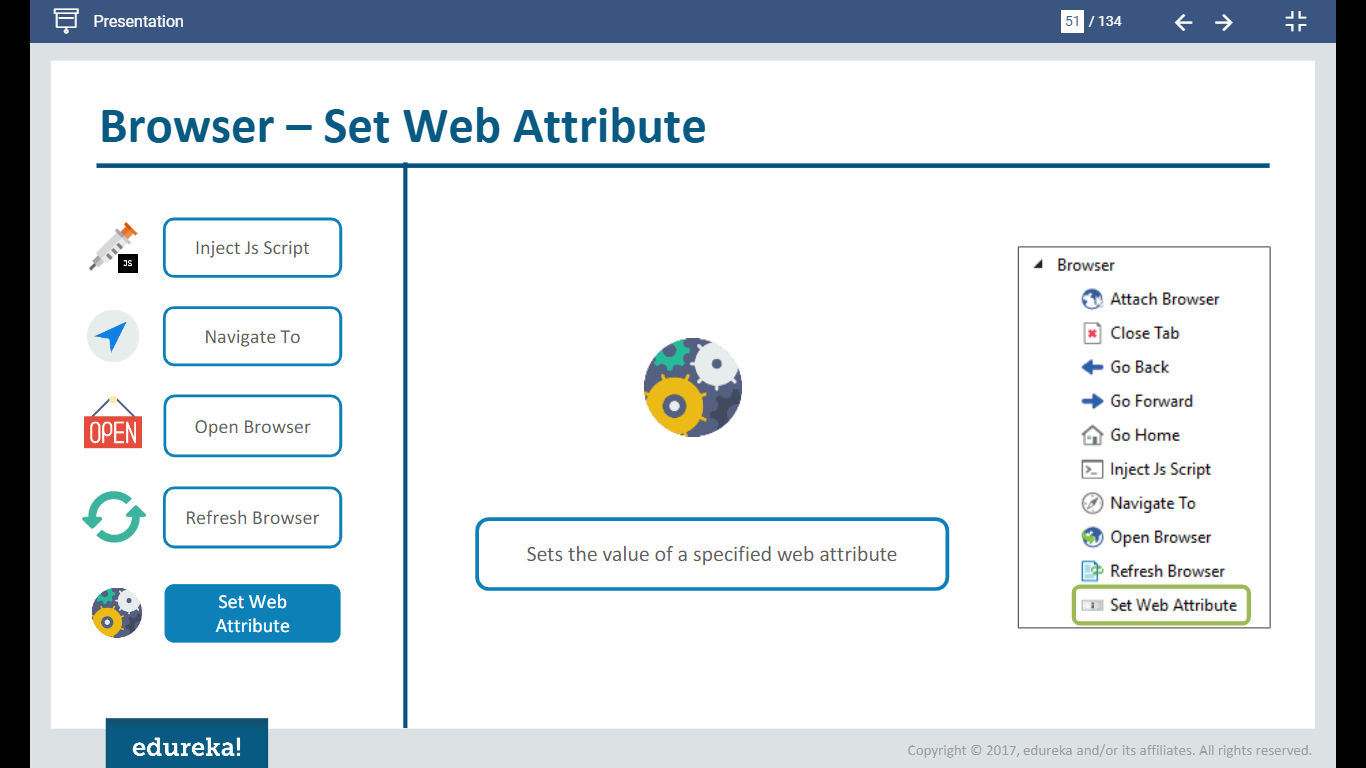 Presentation
51 / 134
Browser – Set Web Attribute
Inject Js Script
JS
Navigate To
OPEN
Open Browser
Refresh Browser
Set Web
Attribute
Sets the value of a specified web attribute
Browser
Attach Browser
Close Tab
Go Back
Go Forward
Go Home
Inject Js Script
Navigate To
Open Browser
Refresh Browser
Set Web Attribute
edureka!
Copyright © 2017, edureka and/or its affiliates. All rights reserved.